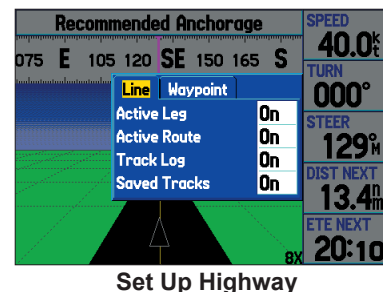 Recommended Anchorage
075 E 105 120 SE 150 165 S
Line Waypoint
Active Leg On
Active Route On
Track Log On
Saved Tracks On
8X
SPEED
40.0kt
TURN
000°
STEER
129°M
DIST NEXT
13.4nm
ETE NEXT
20:10
Set Up Highway